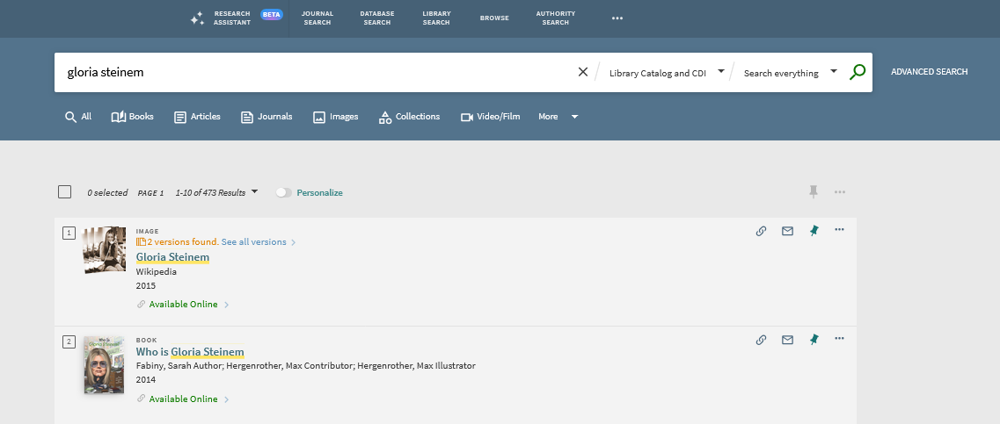 RESEARCH ASSISTANT BETA
JOURNAL SEARCH
DATABASE SEARCH
LIBRARY SEARCH
BROWSE
AUTHORITY SEARCH
gloria steinem
Library Catalog and CDI
Search everything
ADVANCED SEARCH
All
Books
Articles
Journals
Images
Collections
Video/Film
More
0 selected PAGE 1 1-10 of 473 Results Personalize
1
IMAGE
2 versions found. See all versions
Gloria Steinem
Wikipedia
2015
Available Online
2
Who is
Gloria Steinem?
BOOK
Who is Gloria Steinem
Fabiny, Sarah Author; Hergenrother, Max Contributor; Hergenrother, Max Illustrator
2014
Available Online